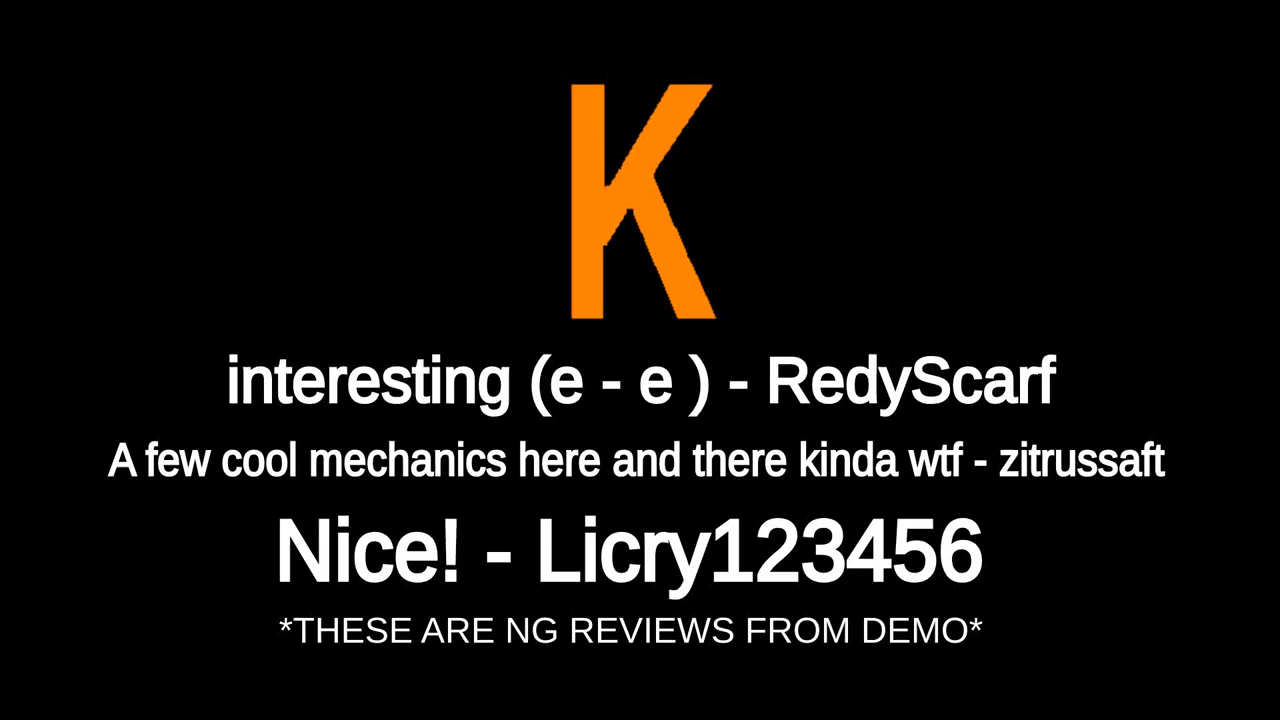 K
interesting (e - e ) - RedyScarf
A few cool mechanics here and there kinda wtf - zitrussaft
Nice! - Licry123456
*THESE ARE NG REVIEWS FROM DEMO*